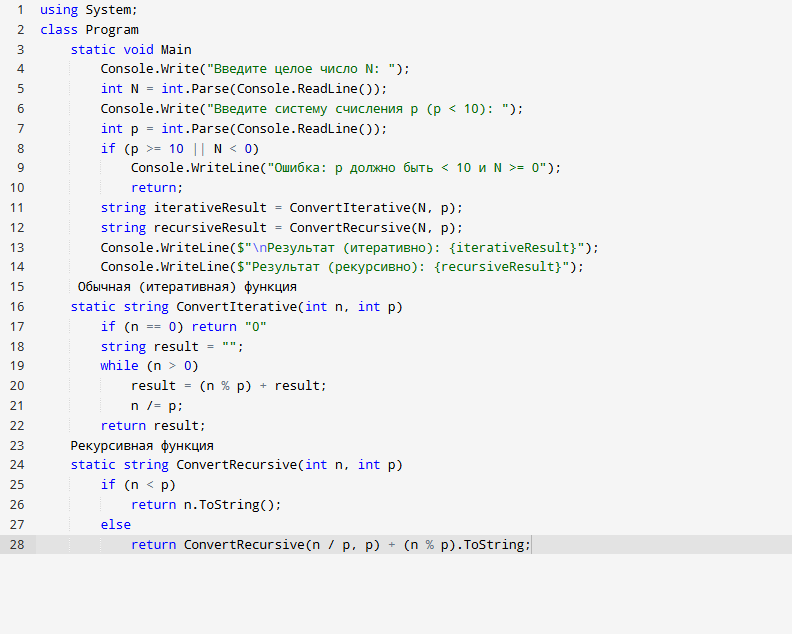 1 using System;
2 class Program
3 static void Main
4 Console.Write("Введите целое число N: ");
5 int N = int.Parse(Console.ReadLine());
6 Console.Write("Введите систему счисления p (p < 10): ");
7 int p = int.Parse(Console.ReadLine());
8 if (p >= 10 || N < 0)
9 Console.WriteLine("Ошибка: p должно быть < 10 и N >= 0");
10 return;
11 string iterativeResult = ConvertIterative(N, p);
12 string recursiveResult = ConvertRecursive(N, p);
13 Console.WriteLine($"\nРезультат (итеративно): {iterativeResult}");
14 Console.WriteLine($"Результат (рекурсивно): {recursiveResult}");
15 Обычная (итеративная) функция
16 static string ConvertIterative(int n, int p)
17 if (n == 0) return "0"
18 string result = "";
19 while (n > 0)
20 result = (n % p) + result;
21 n /= p;
22 return result;
23 Рекурсивная функция
24 static string ConvertRecursive(int n, int p)
25 if (n < p)
26 return n.ToString();
27 else
28 return ConvertRecursive(n / p, p) + (n % p).ToString;